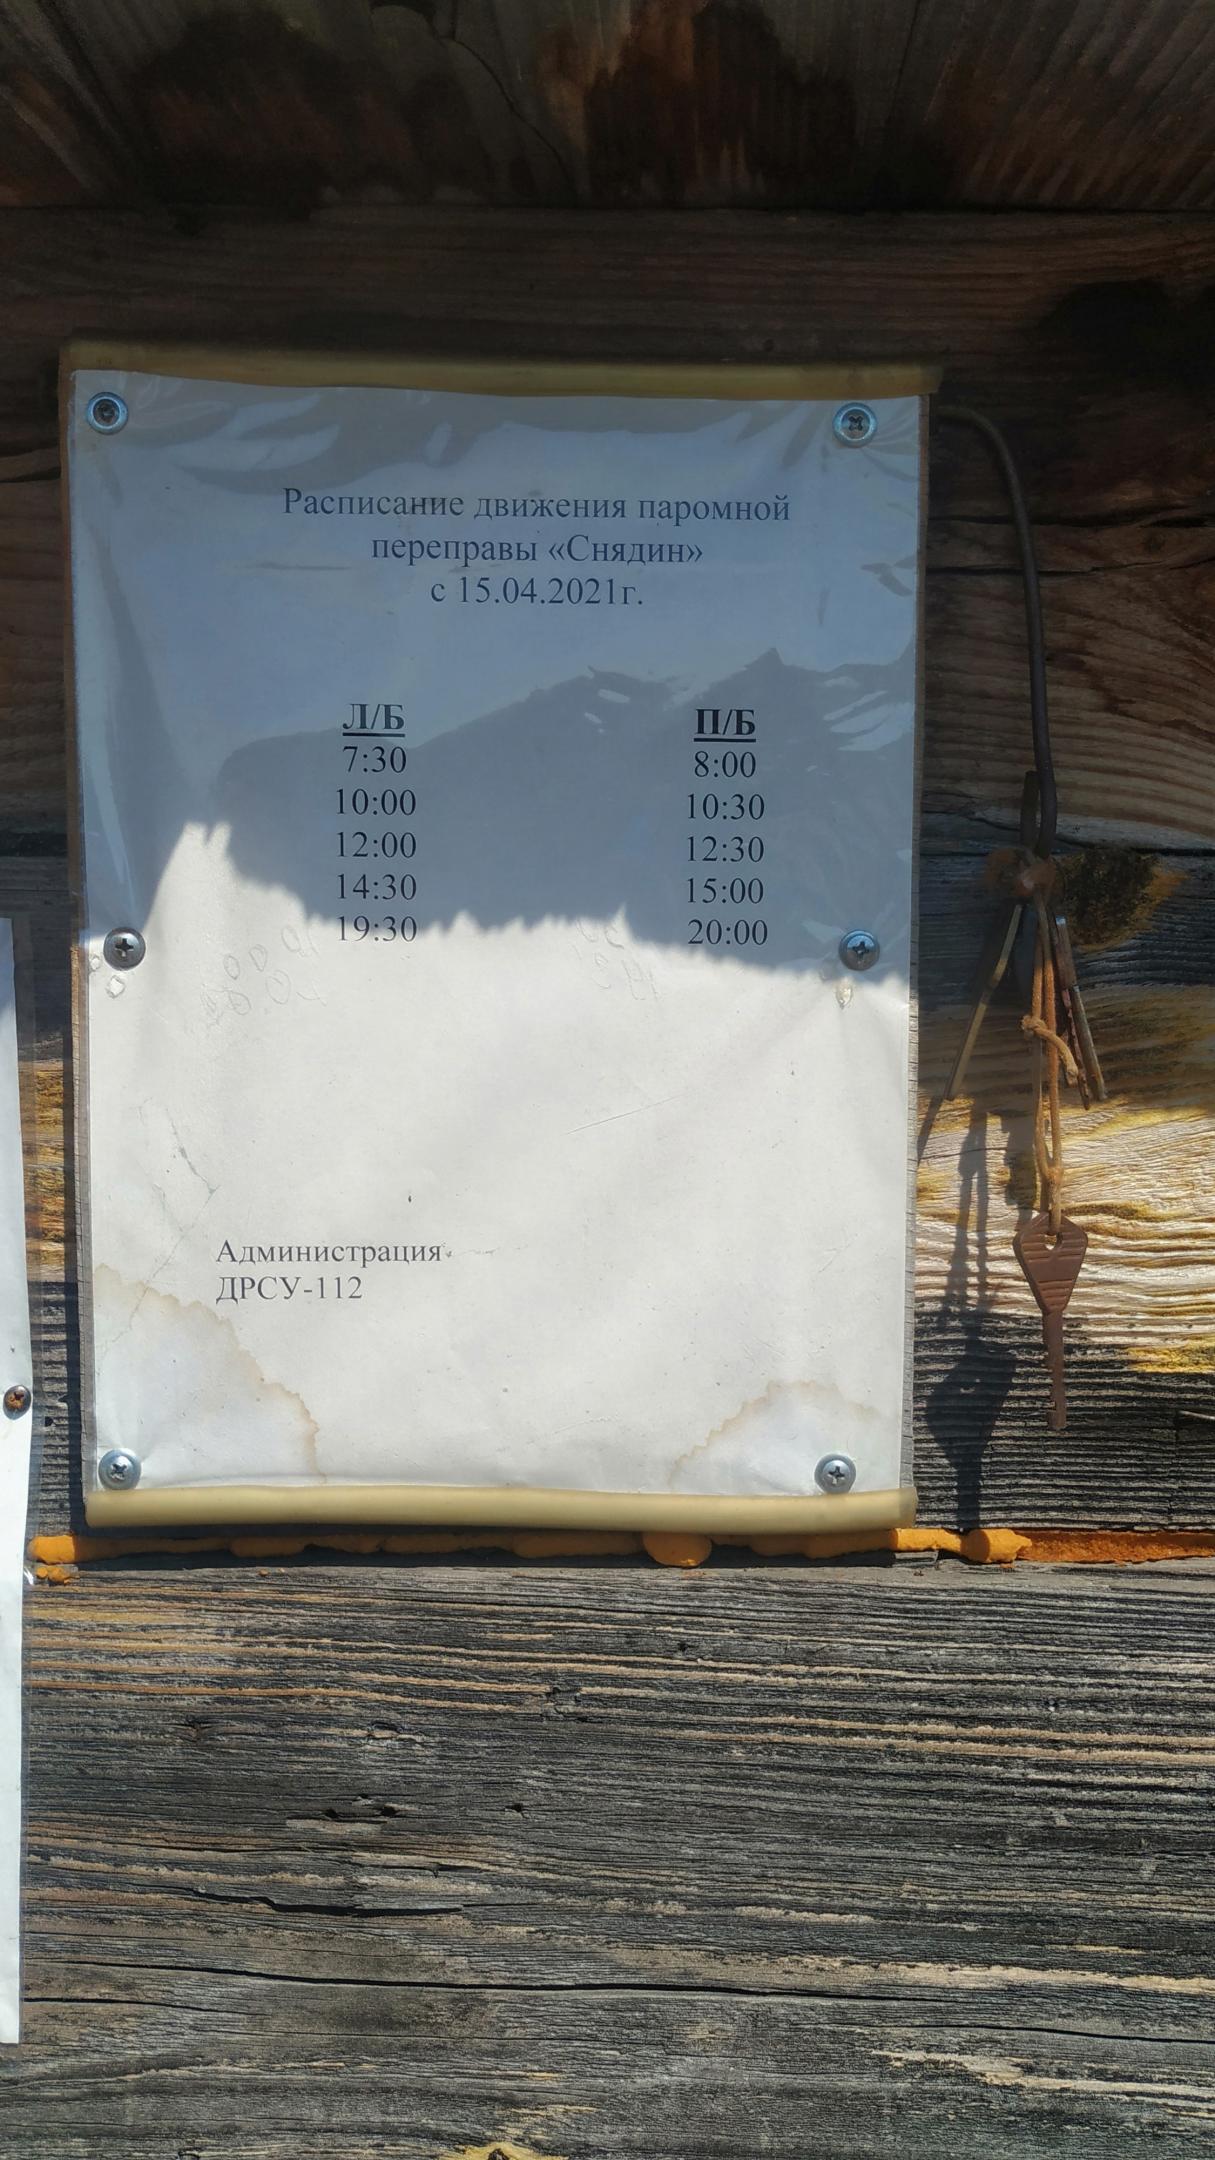 Расписание движения паромной
переправы «Снядин»
с 15.04.2021г.
Л/Б П/Б
7:30 8:00
10:00 10:30
12:00 12:30
14:30 15:00
19:30 20:00
Администрация
ДРСУ-112